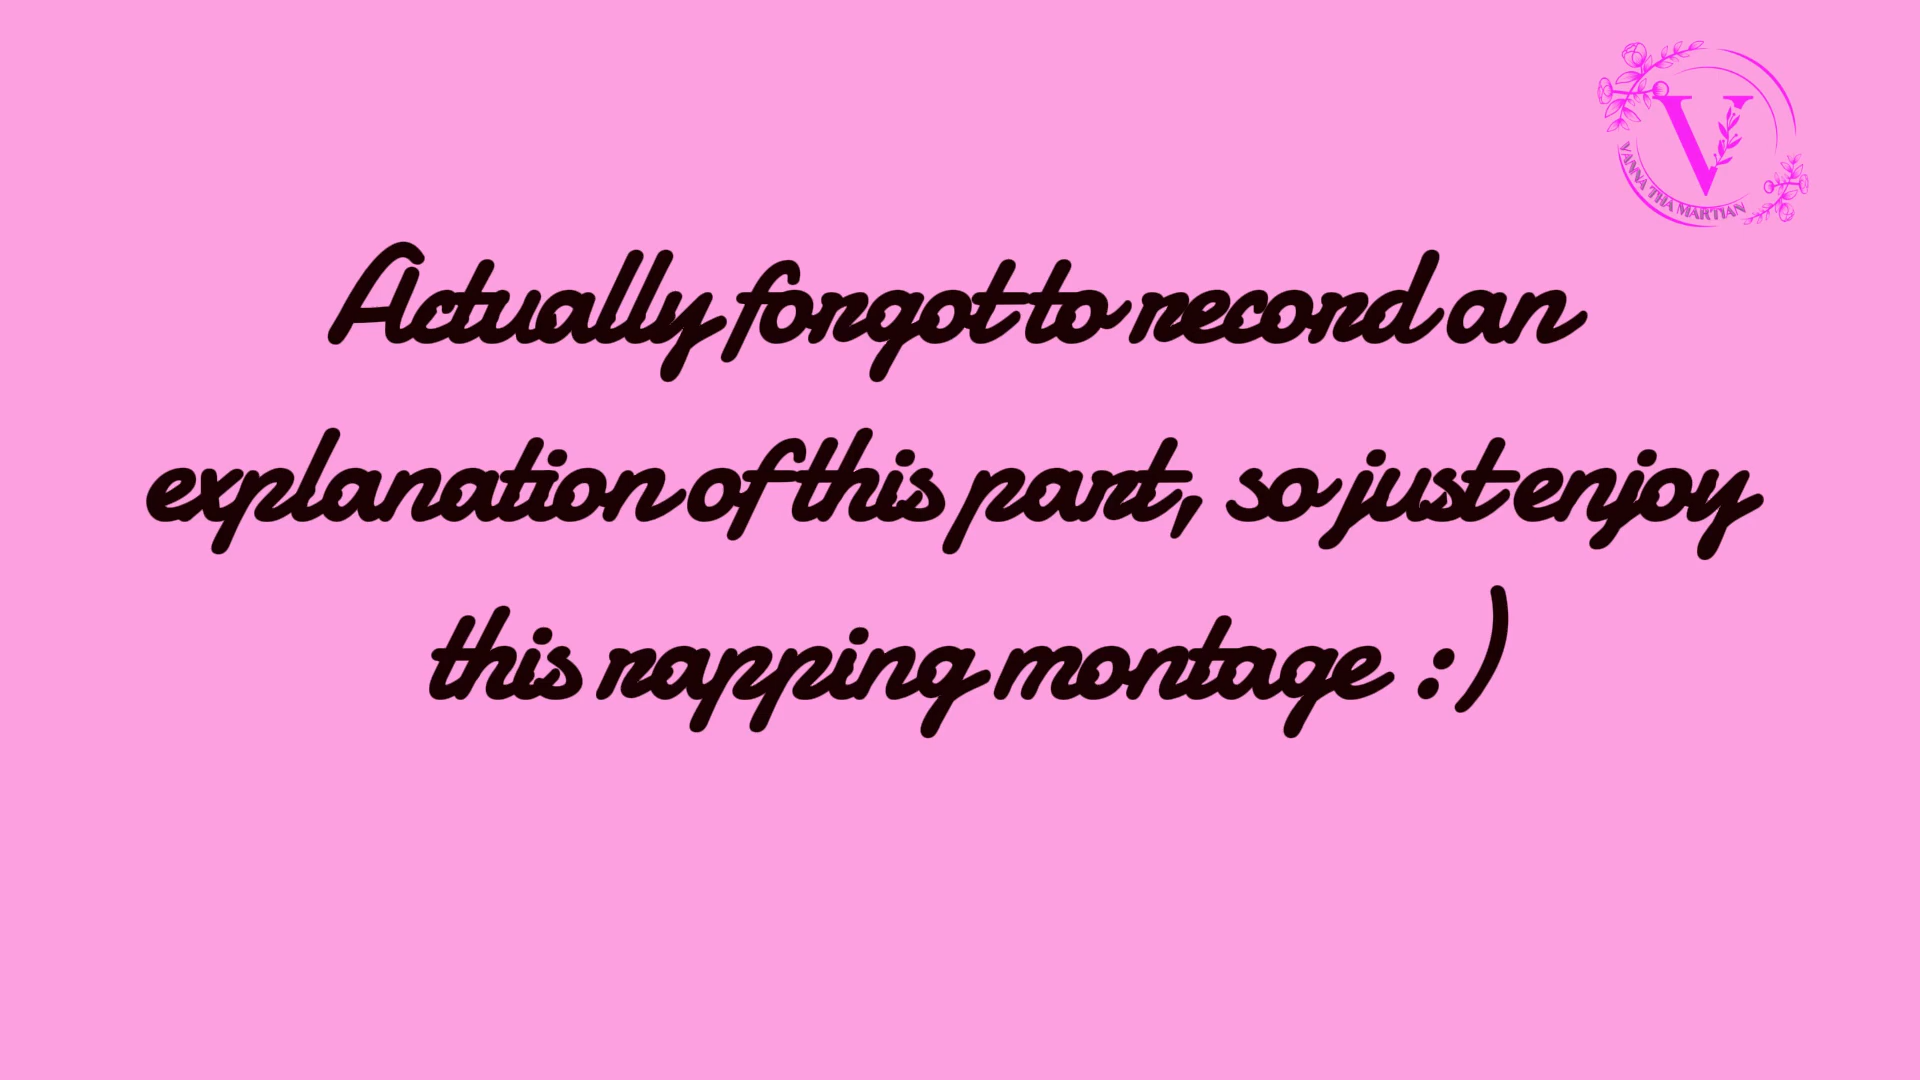 V
VANNA THA MARTIAN
Actually forgot to record an
explanation of this part, so just enjoy
this rapping montage :)